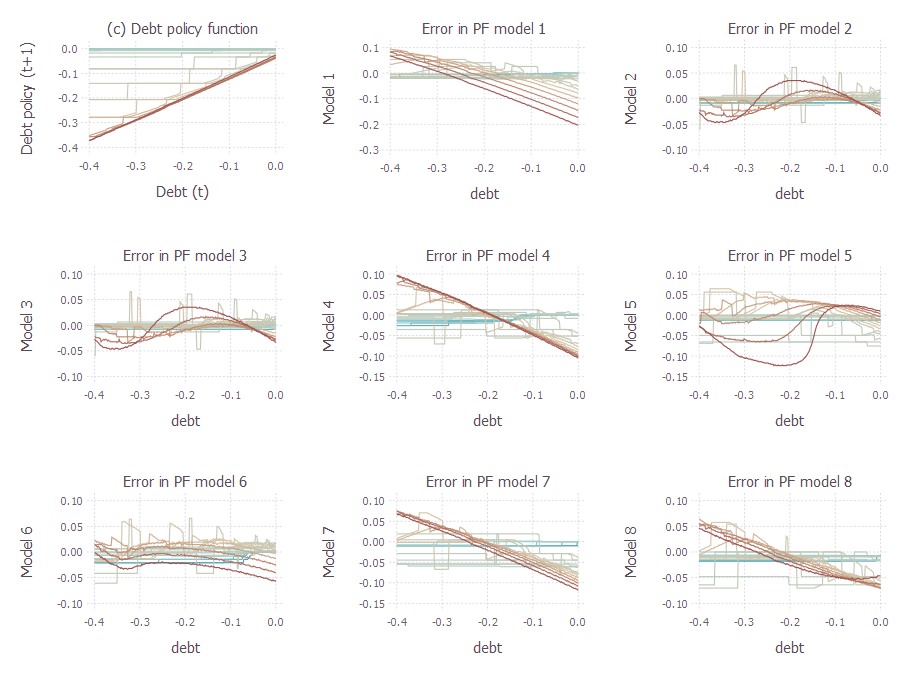 (c) Debt policy function
Debt policy (t+1)
0.0
-0.1
-0.2
-0.3
-0.4
-0.4 -0.3 -0.2 -0.1 0.0
Debt (t)
Error in PF model 1
Model 1
0.1
0.0
-0.1
-0.2
-0.3
-0.4 -0.3 -0.2 -0.1 0.0
debt
Error in PF model 2
Model 2
0.10
0.05
0.00
-0.05
-0.10
-0.4 -0.3 -0.2 -0.1 0.0
debt
Error in PF model 3
Model 3
0.10
0.05
0.00
-0.05
-0.10
-0.4 -0.3 -0.2 -0.1 0.0
debt
Error in PF model 4
Model 4
0.10
0.05
0.00
-0.05
-0.10
-0.15
-0.4 -0.3 -0.2 -0.1 0.0
debt
Error in PF model 5
Model 5
0.10
0.05
0.00
-0.05
-0.10
-0.15
-0.4 -0.3 -0.2 -0.1 0.0
debt
Error in PF model 6
Model 6
0.10
0.05
0.00
-0.05
-0.10
-0.4 -0.3 -0.2 -0.1 0.0
debt
Error in PF model 7
Model 7
0.10
0.05
0.00
-0.05
-0.10
-0.15
-0.4 -0.3 -0.2 -0.1 0.0
debt
Error in PF model 8
Model 8
0.10
0.05
0.00
-0.05
-0.10
-0.4 -0.3 -0.2 -0.1 0.0
debt